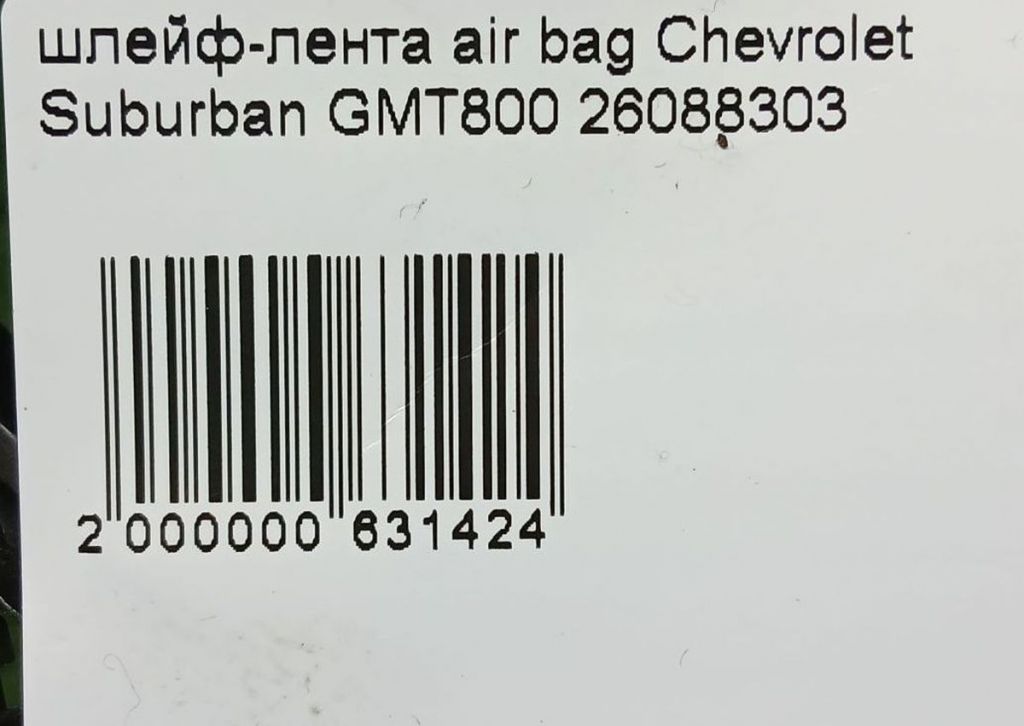 шлейф-лента air bag Chevrolet
Suburban GMT800 26088303
2 000000 631424